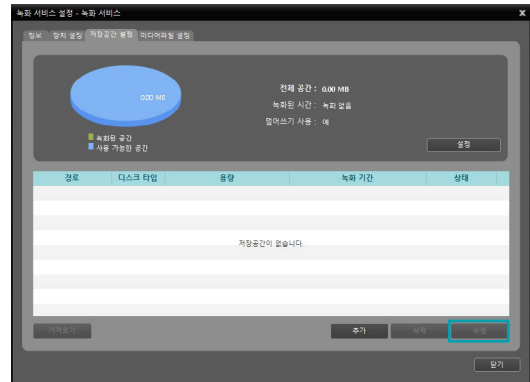 녹화 서비스 설정 - 녹화 서비스 x
정보 장치 설정 저장공간 설정 미디어파일 설정
0.00 MB
전체 공간 : 0.00 MB
녹화된 시간 : 녹화 없음
덮어쓰기 사용 : 예
녹화된 공간
사용 가능한 공간
설정
경로 디스크 타입 용량 녹화 기간 상태
저장공간이 없습니다.
가져오기 추가 삭제 수정
닫기